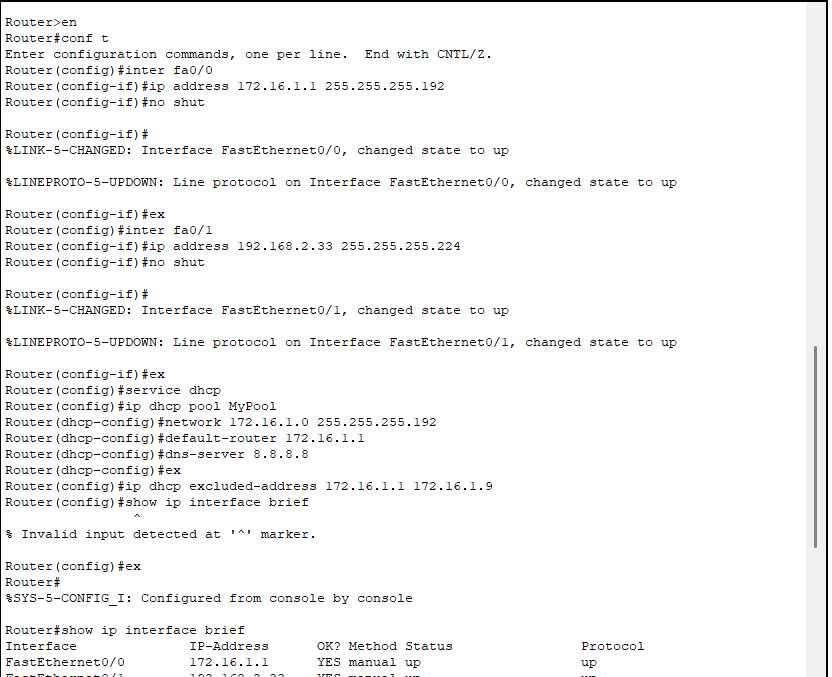 Router>en
Router#conf t
Enter configuration commands, one per line.  End with CNTL/Z.
Router(config)#inter fa0/0
Router(config-if)#ip address 172.16.1.1 255.255.255.192
Router(config-if)#no shut
Router(config-if)#
%LINK-5-CHANGED: Interface FastEthernet0/0, changed state to up
%LINEPROTO-5-UPDOWN: Line protocol on Interface FastEthernet0/0, changed state to up
Router(config-if)#ex
Router(config)#inter fa0/1
Router(config-if)#ip address 192.168.2.33 255.255.255.224
Router(config-if)#no shut
Router(config-if)#
%LINK-5-CHANGED: Interface FastEthernet0/1, changed state to up
%LINEPROTO-5-UPDOWN: Line protocol on Interface FastEthernet0/1, changed state to up
Router(config-if)#ex
Router(config)#service dhcp
Router(config)#ip dhcp pool MyPool
Router(dhcp-config)#network 172.16.1.0 255.255.255.192
Router(dhcp-config)#default-router 172.16.1.1
Router(dhcp-config)#dns-server 8.8.8.8
Router(dhcp-config)#ex
Router(config)#ip dhcp excluded-address 172.16.1.1 172.16.1.9
Router(config)#show ip interface brief
^
% Invalid input detected at '^' marker.
Router(config)#ex
Router#
%SYS-5-CONFIG_I: Configured from console by console
Router#show ip interface brief
Interface              IP-Address      OK? Method Status                Protocol
FastEthernet0/0        172.16.1.1      YES manual up                    up
FastEthernet0/1        192.168.2.33    YES manual up                    up